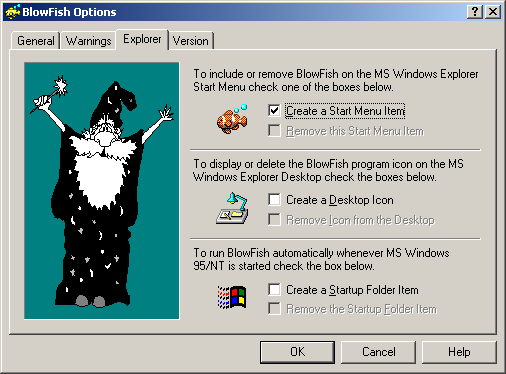 BlowFish Options
General Warnings Explorer Version
To include or remove BlowFish on the MS Windows Explorer
Start Menu check one of the boxes below.
Create a Start Menu Item
Remove this Start Menu Item
To display or delete the BlowFish program icon on the MS
Windows Explorer Desktop check the boxes below.
Create a Desktop Icon
Remove Icon from the Desktop
To run BlowFish automatically whenever MS Windows
95/NT is started check the box below.
Create a Startup Folder Item
Remove the Startup Folder Item
OK Cancel Help